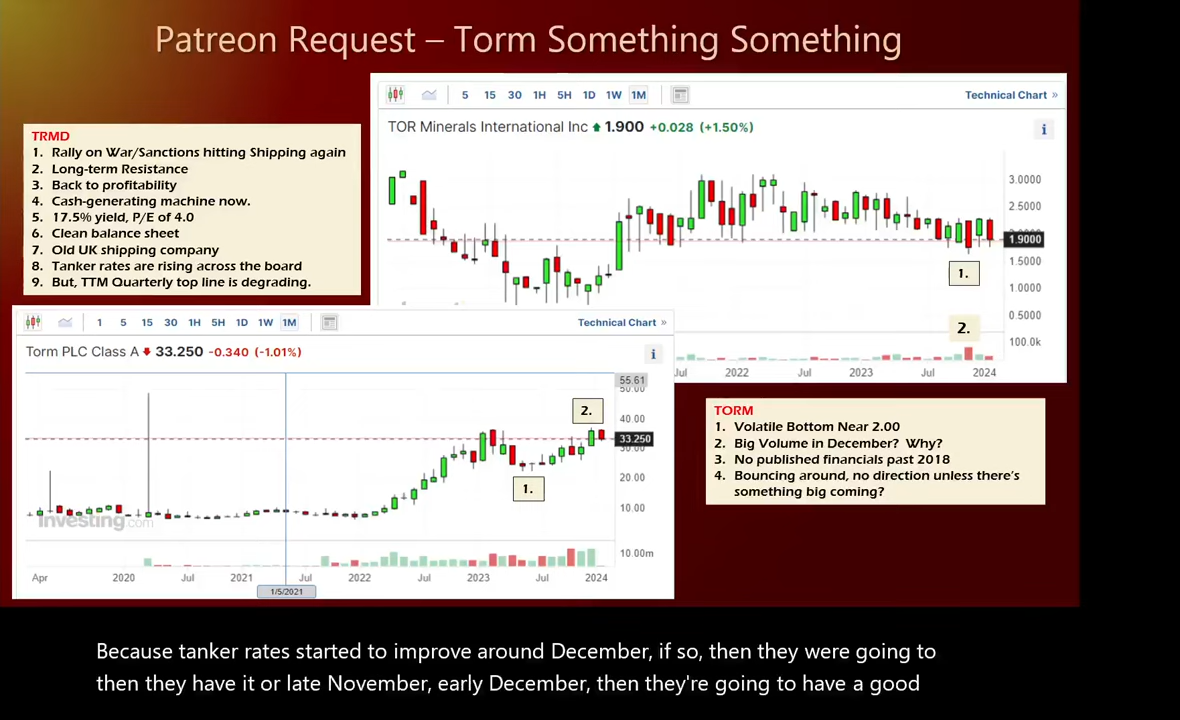 Patreon Request – Torm Something Something
TRMD
1. Rally on War/Sanctions hitting Shipping again
2. Long-term Resistance
3. Back to profitability
4. Cash-generating machine now.
5. 17.5% yield, P/E of 4.0
6. Clean balance sheet
7. Old UK shipping company
8. Tanker rates are rising across the board
9. But, TTM Quarterly top line is degrading.
5 15 30 1H 5H 1D 1W 1M
Technical Chart »
TOR Minerals International Inc 1.900 +0.028 (+1.50%)
i
3.0000
2.5000
1.9000
1.5000
1.0000
0.5000
100.0k
1.
2.
Jul 2022 Jul 2023 Jul 2024
1 5 15 30 1H 5H 1D 1W 1M
Technical Chart »
Torm PLC Class A 33.250 -0.340 (-1.01%)
i
55.61
50.00
40.00
33.250
30.00
20.00
10.00
10.00m
2.
1.
Investing.com
Apr 2020 Jul 2021 Jul 2022 Jul 2023 Jul 2024
1/5/2021
TORM
1. Volatile Bottom Near 2.00
2. Big Volume in December? Why?
3. No published financials past 2018
4. Bouncing around, no direction unless there's
something big coming?
Because tanker rates started to improve around December, if so, then they were going to
then they have it or late November, early December, then they're going to have a good